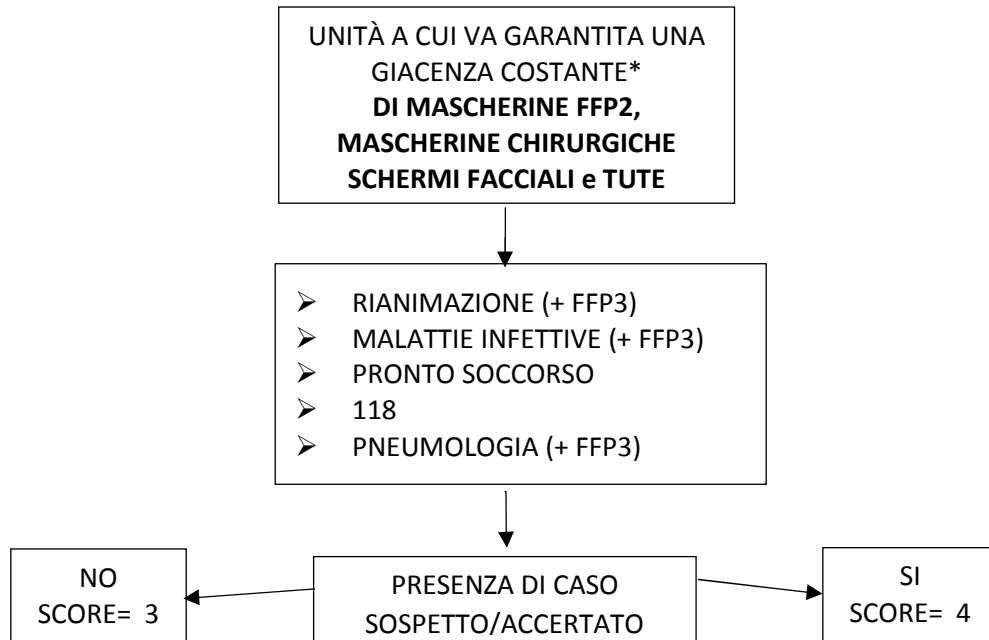 UNITÀ A CUI VA GARANTITA UNA
GIACENZA COSTANTE*
DI MASCHERINE FFP2,
MASCHERINE CHIRURGICHE
SCHERMI FACCIALI e TUTE
➢ RIANIMAZIONE (+ FFP3)
➢ MALATTIE INFETTIVE (+ FFP3)
➢ PRONTO SOCCORSO
➢ 118
➢ PNEUMOLOGIA (+ FFP3)
NO
SCORE= 3
PRESENZA DI CASO
SOSPETTO/ACCERTATO
SI
SCORE= 4